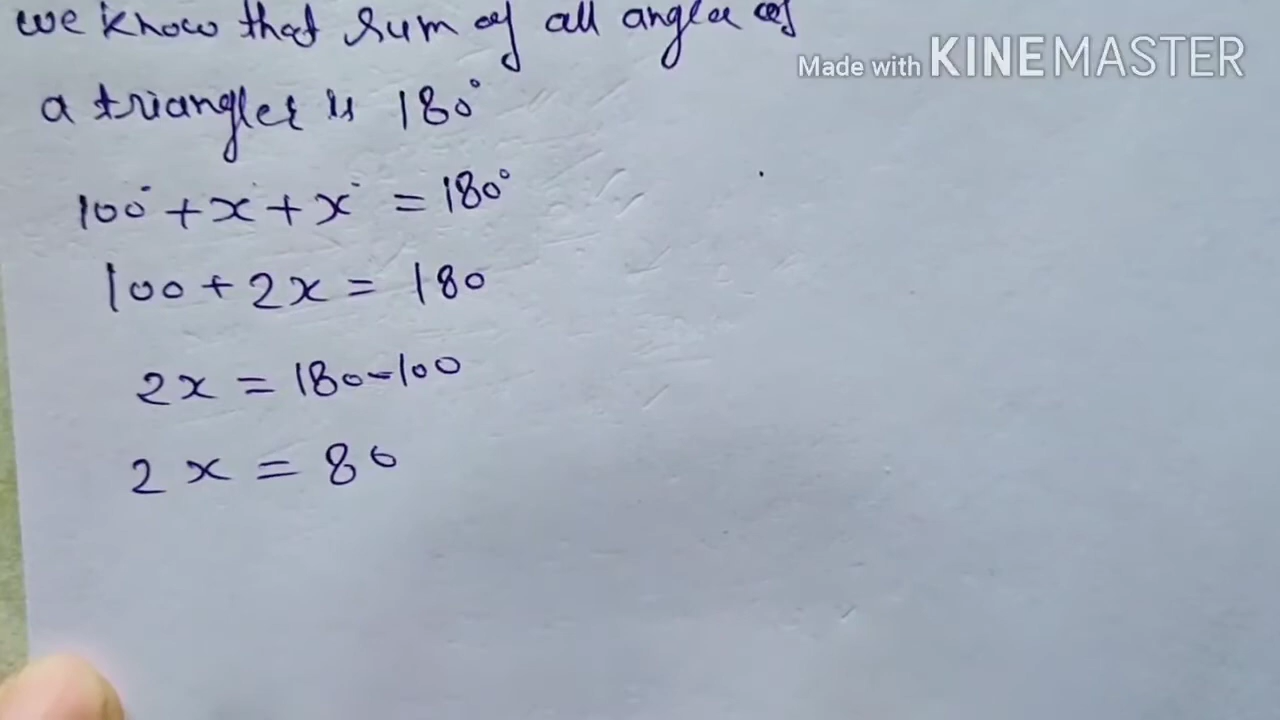 we know that sum of all angles of
Made with KINEMASTER
a triangles is 180°
100° + x° + x° = 180°
100 + 2x = 180
2x = 180-100
2x = 80